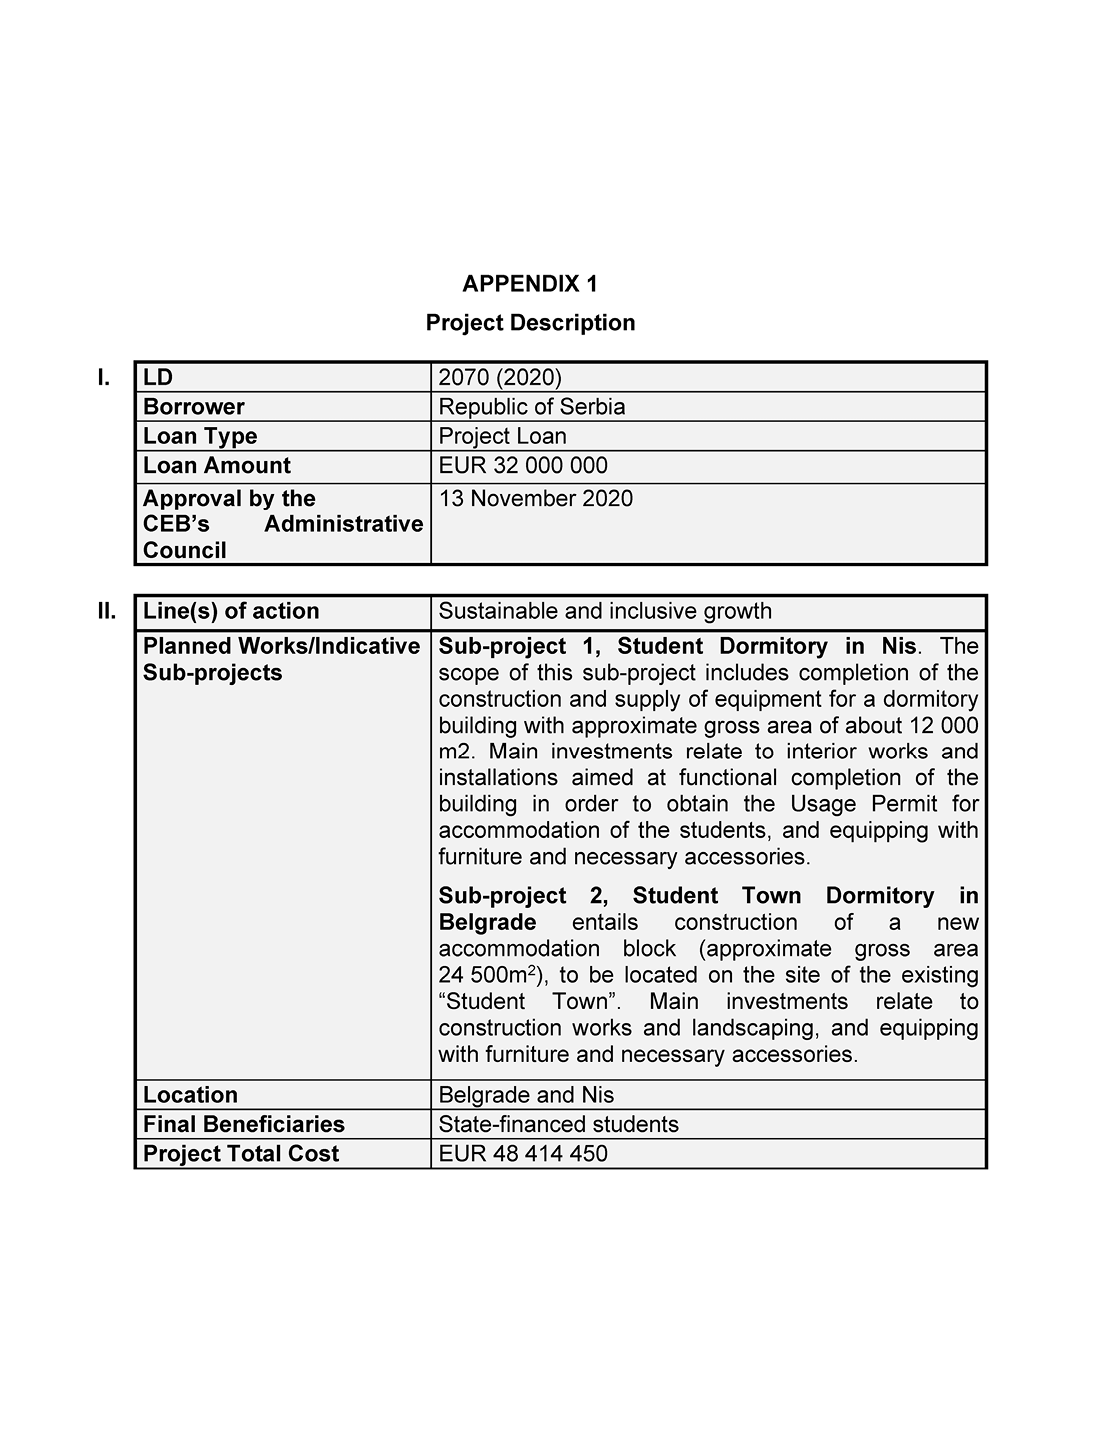 APPENDIX 1
Project Description
I.
LD
2070 (2020)
Borrower
Republic of Serbia
Loan Type
Project Loan
Loan Amount
EUR 32 000 000
Approval by the
CEB’s Administrative
Council
13 November 2020
II.
Line(s) of action
Sustainable and inclusive growth
Planned Works/Indicative
Sub-projects
Sub-project 1, Student Dormitory in Nis. The
scope of this sub-project includes completion of the
construction and supply of equipment for a dormitory
building with approximate gross area of about 12 000
m2. Main investments relate to interior works and
installations aimed at functional completion of the
building in order to obtain the Usage Permit for
accommodation of the students, and equipping with
furniture and necessary accessories.
Sub-project 2, Student Town Dormitory in
Belgrade entails construction of a new
accommodation block (approximate gross area
24 500m²), to be located on the site of the existing
“Student Town”. Main investments relate to
construction works and landscaping, and equipping
with furniture and necessary accessories.
Location
Belgrade and Nis
Final Beneficiaries
State-financed students
Project Total Cost
EUR 48 414 450